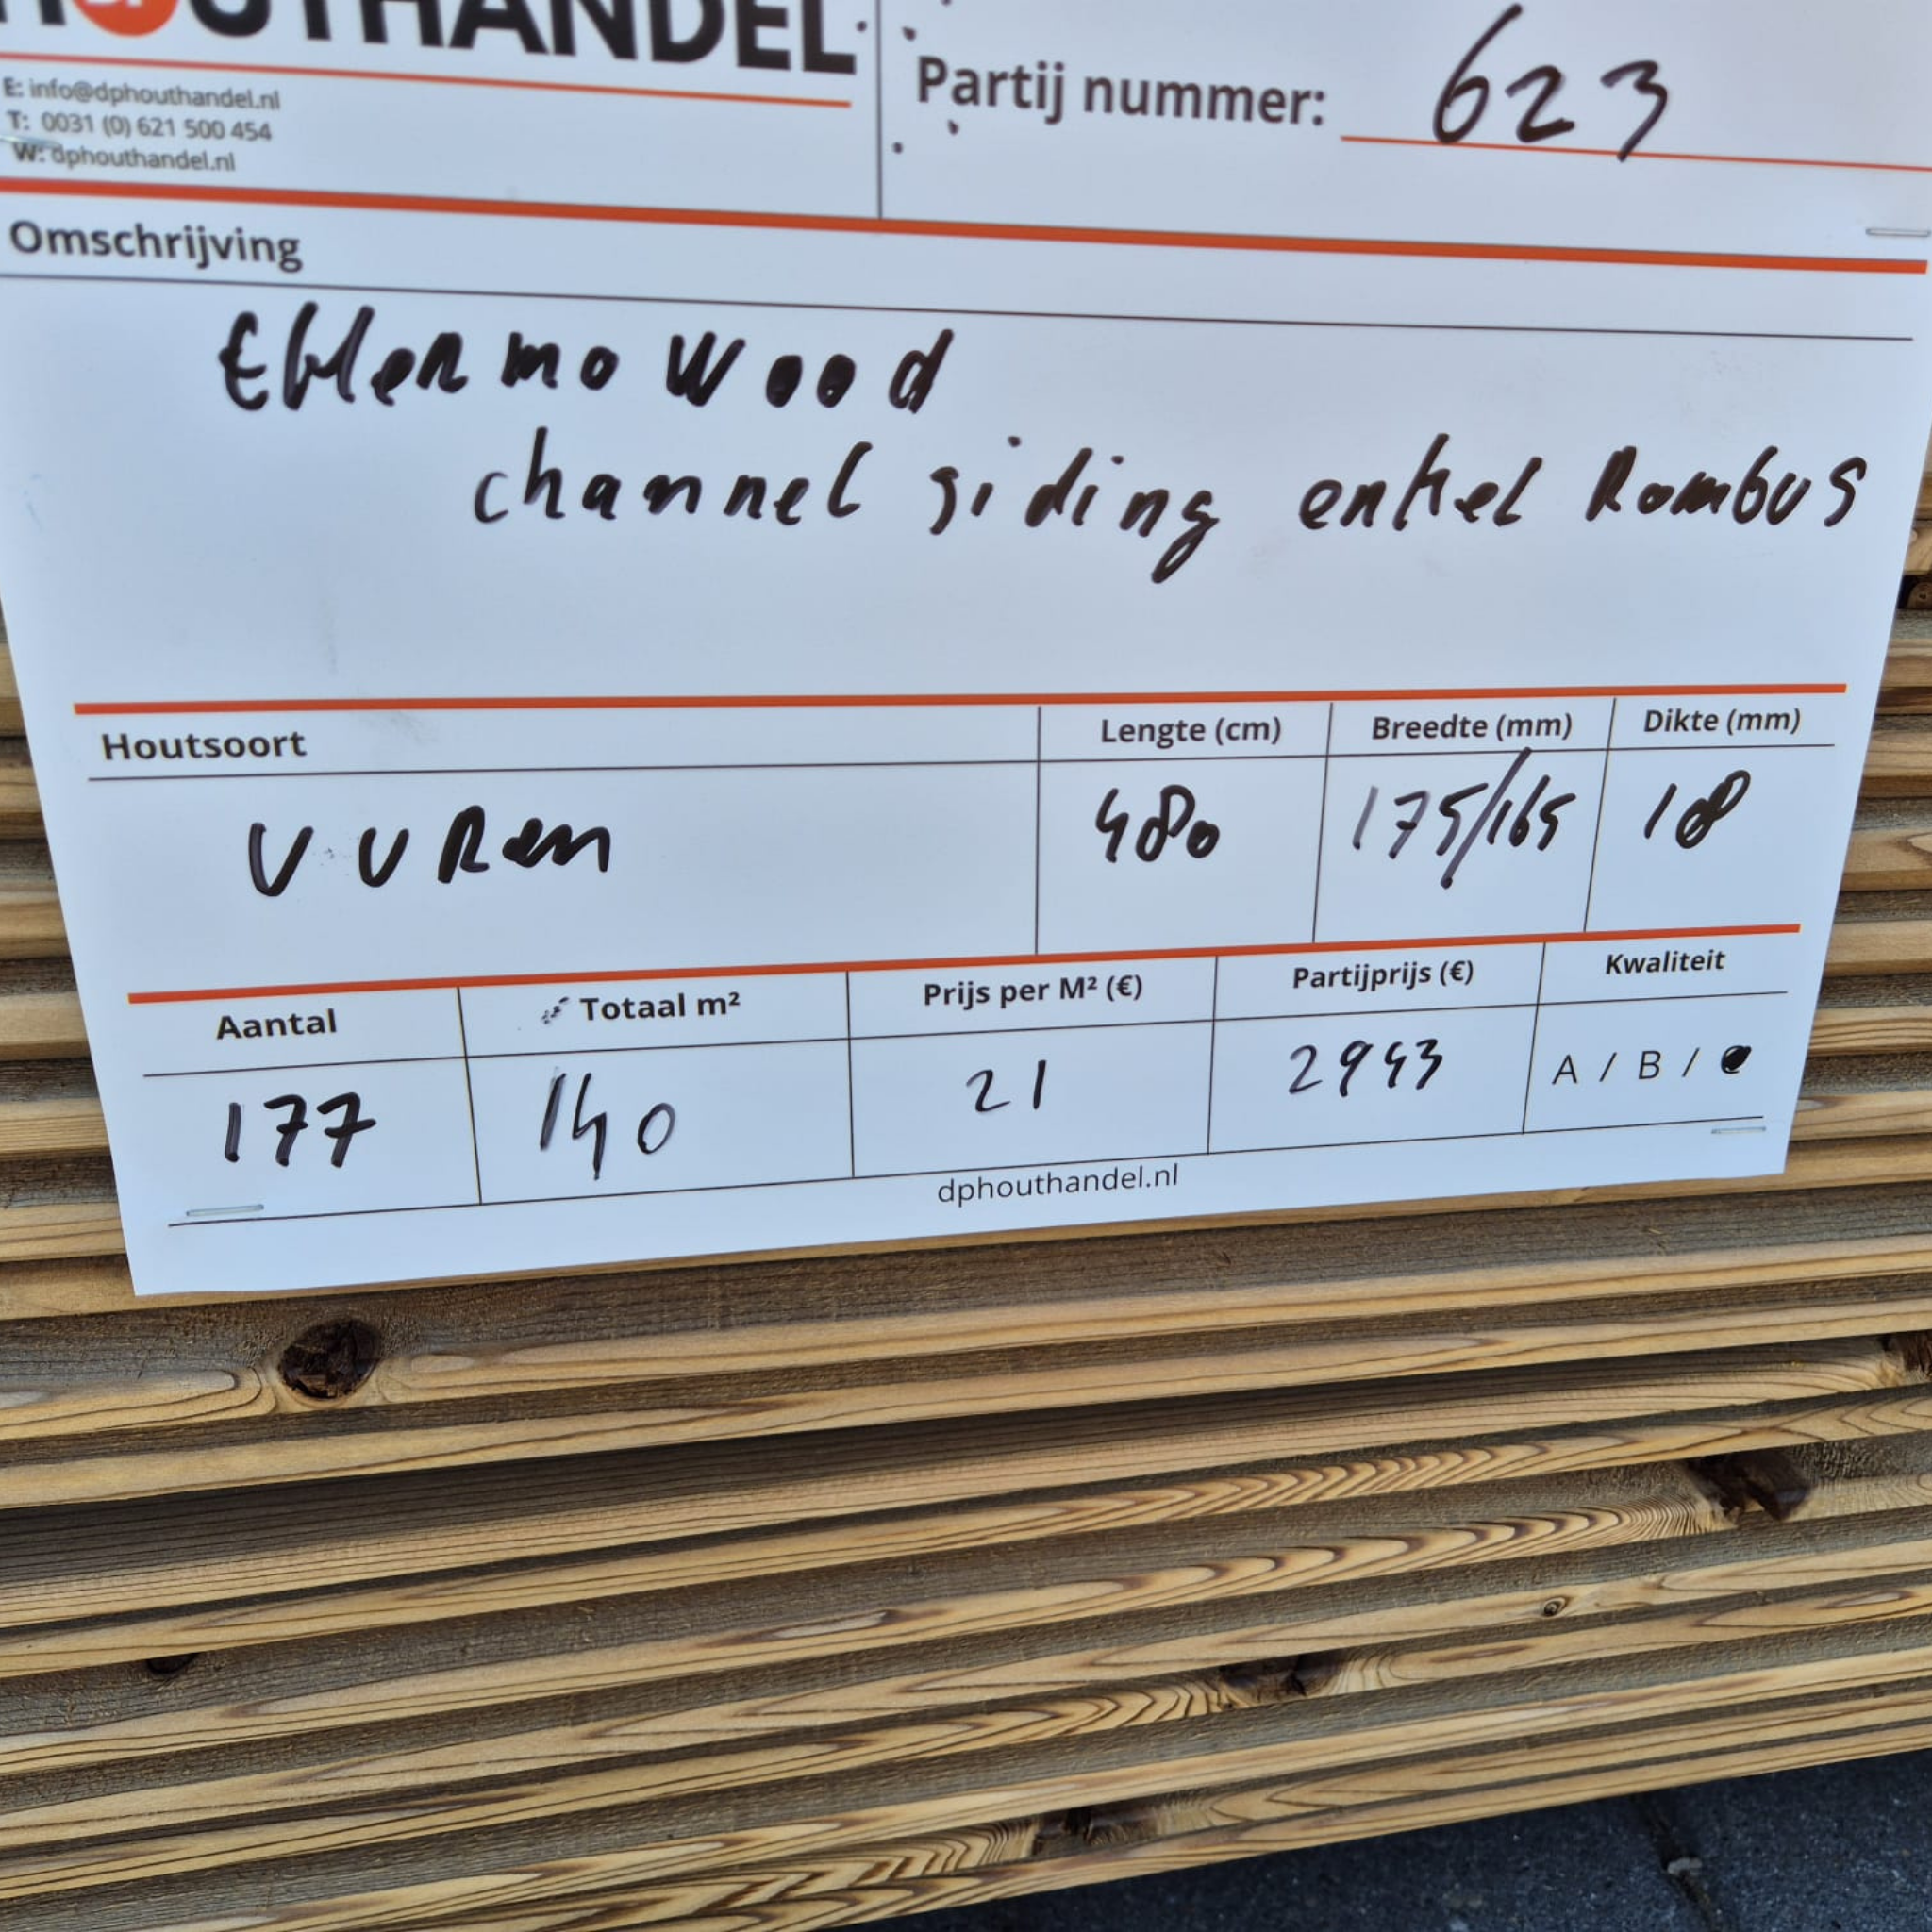 HOUTHANDEL
Partij nummer: 623
E: info@dphouthandel.nl
T: 0031 (0) 621 500 454
W: dphouthandel.nl
Omschrijving
channel siding enkel Rombus
Houtsoort Lengte (cm) Breedte (mm) Dikte (mm)
VUREN 480 175/165 18
Aantal Totaal m² Prijs per M² (€) Partijprijs (€) Kwaliteit
177 140 21 2943 A / B /
dphouthandel.nl